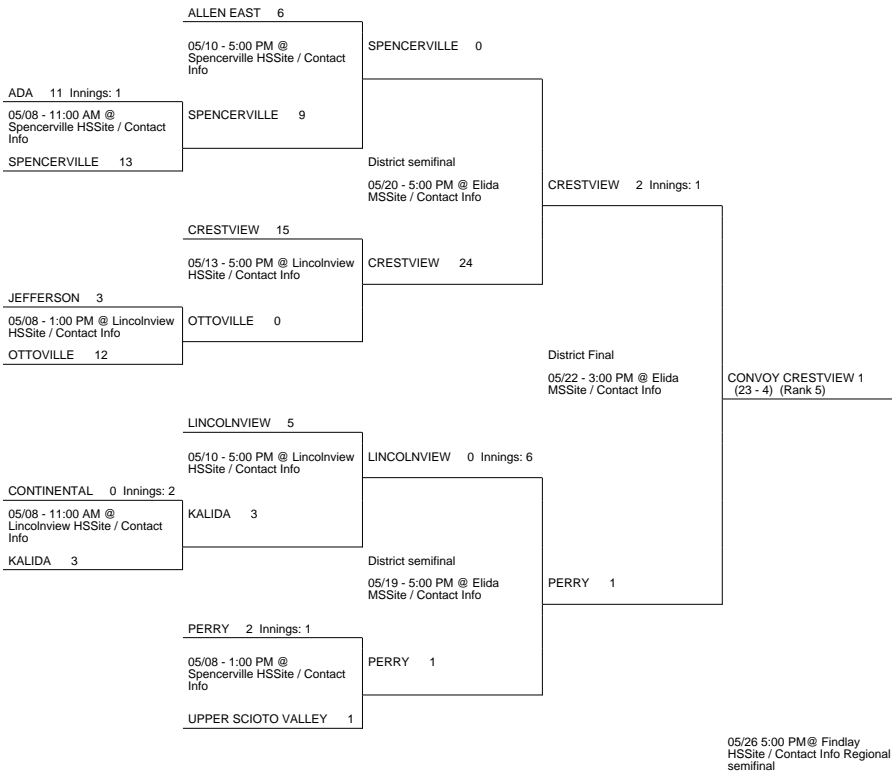 ALLEN EAST 6
05/10 - 5:00 PM @
Spencerville HSSite / Contact
Info
SPENCERVILLE 0
ADA 11 Innings: 1
05/08 - 11:00 AM @
Spencerville HSSite / Contact
Info
SPENCERVILLE 13
SPENCERVILLE 9
District semifinal
05/20 - 5:00 PM @ Elida
MSSite / Contact Info
CRESTVIEW 2 Innings: 1
CRESTVIEW 15
05/13 - 5:00 PM @ Lincolnview
HSSite / Contact Info
CRESTVIEW 24
JEFFERSON 3
05/08 - 1:00 PM @ Lincolnview
HSSite / Contact Info
OTTOVILLE 12
OTTOVILLE 0
District Final
05/22 - 3:00 PM @ Elida
MSSite / Contact Info
CONVOY CRESTVIEW 1
(23 - 4) (Rank 5)
LINCOLNVIEW 5
05/10 - 5:00 PM @ Lincolnview
HSSite / Contact Info
LINCOLNVIEW 0 Innings: 6
CONTINENTAL 0 Innings: 2
05/08 - 11:00 AM @
Lincolnview HSSite / Contact
Info
KALIDA 3
KALIDA 3
District semifinal
05/19 - 5:00 PM @ Elida
MSSite / Contact Info
PERRY 1
PERRY 2 Innings: 1
05/08 - 1:00 PM @
Spencerville HSSite / Contact
Info
PERRY 1
UPPER SCIOTO VALLEY 1
05/26 5:00 PM@ Findlay
HSSite / Contact Info Regional
semifinal